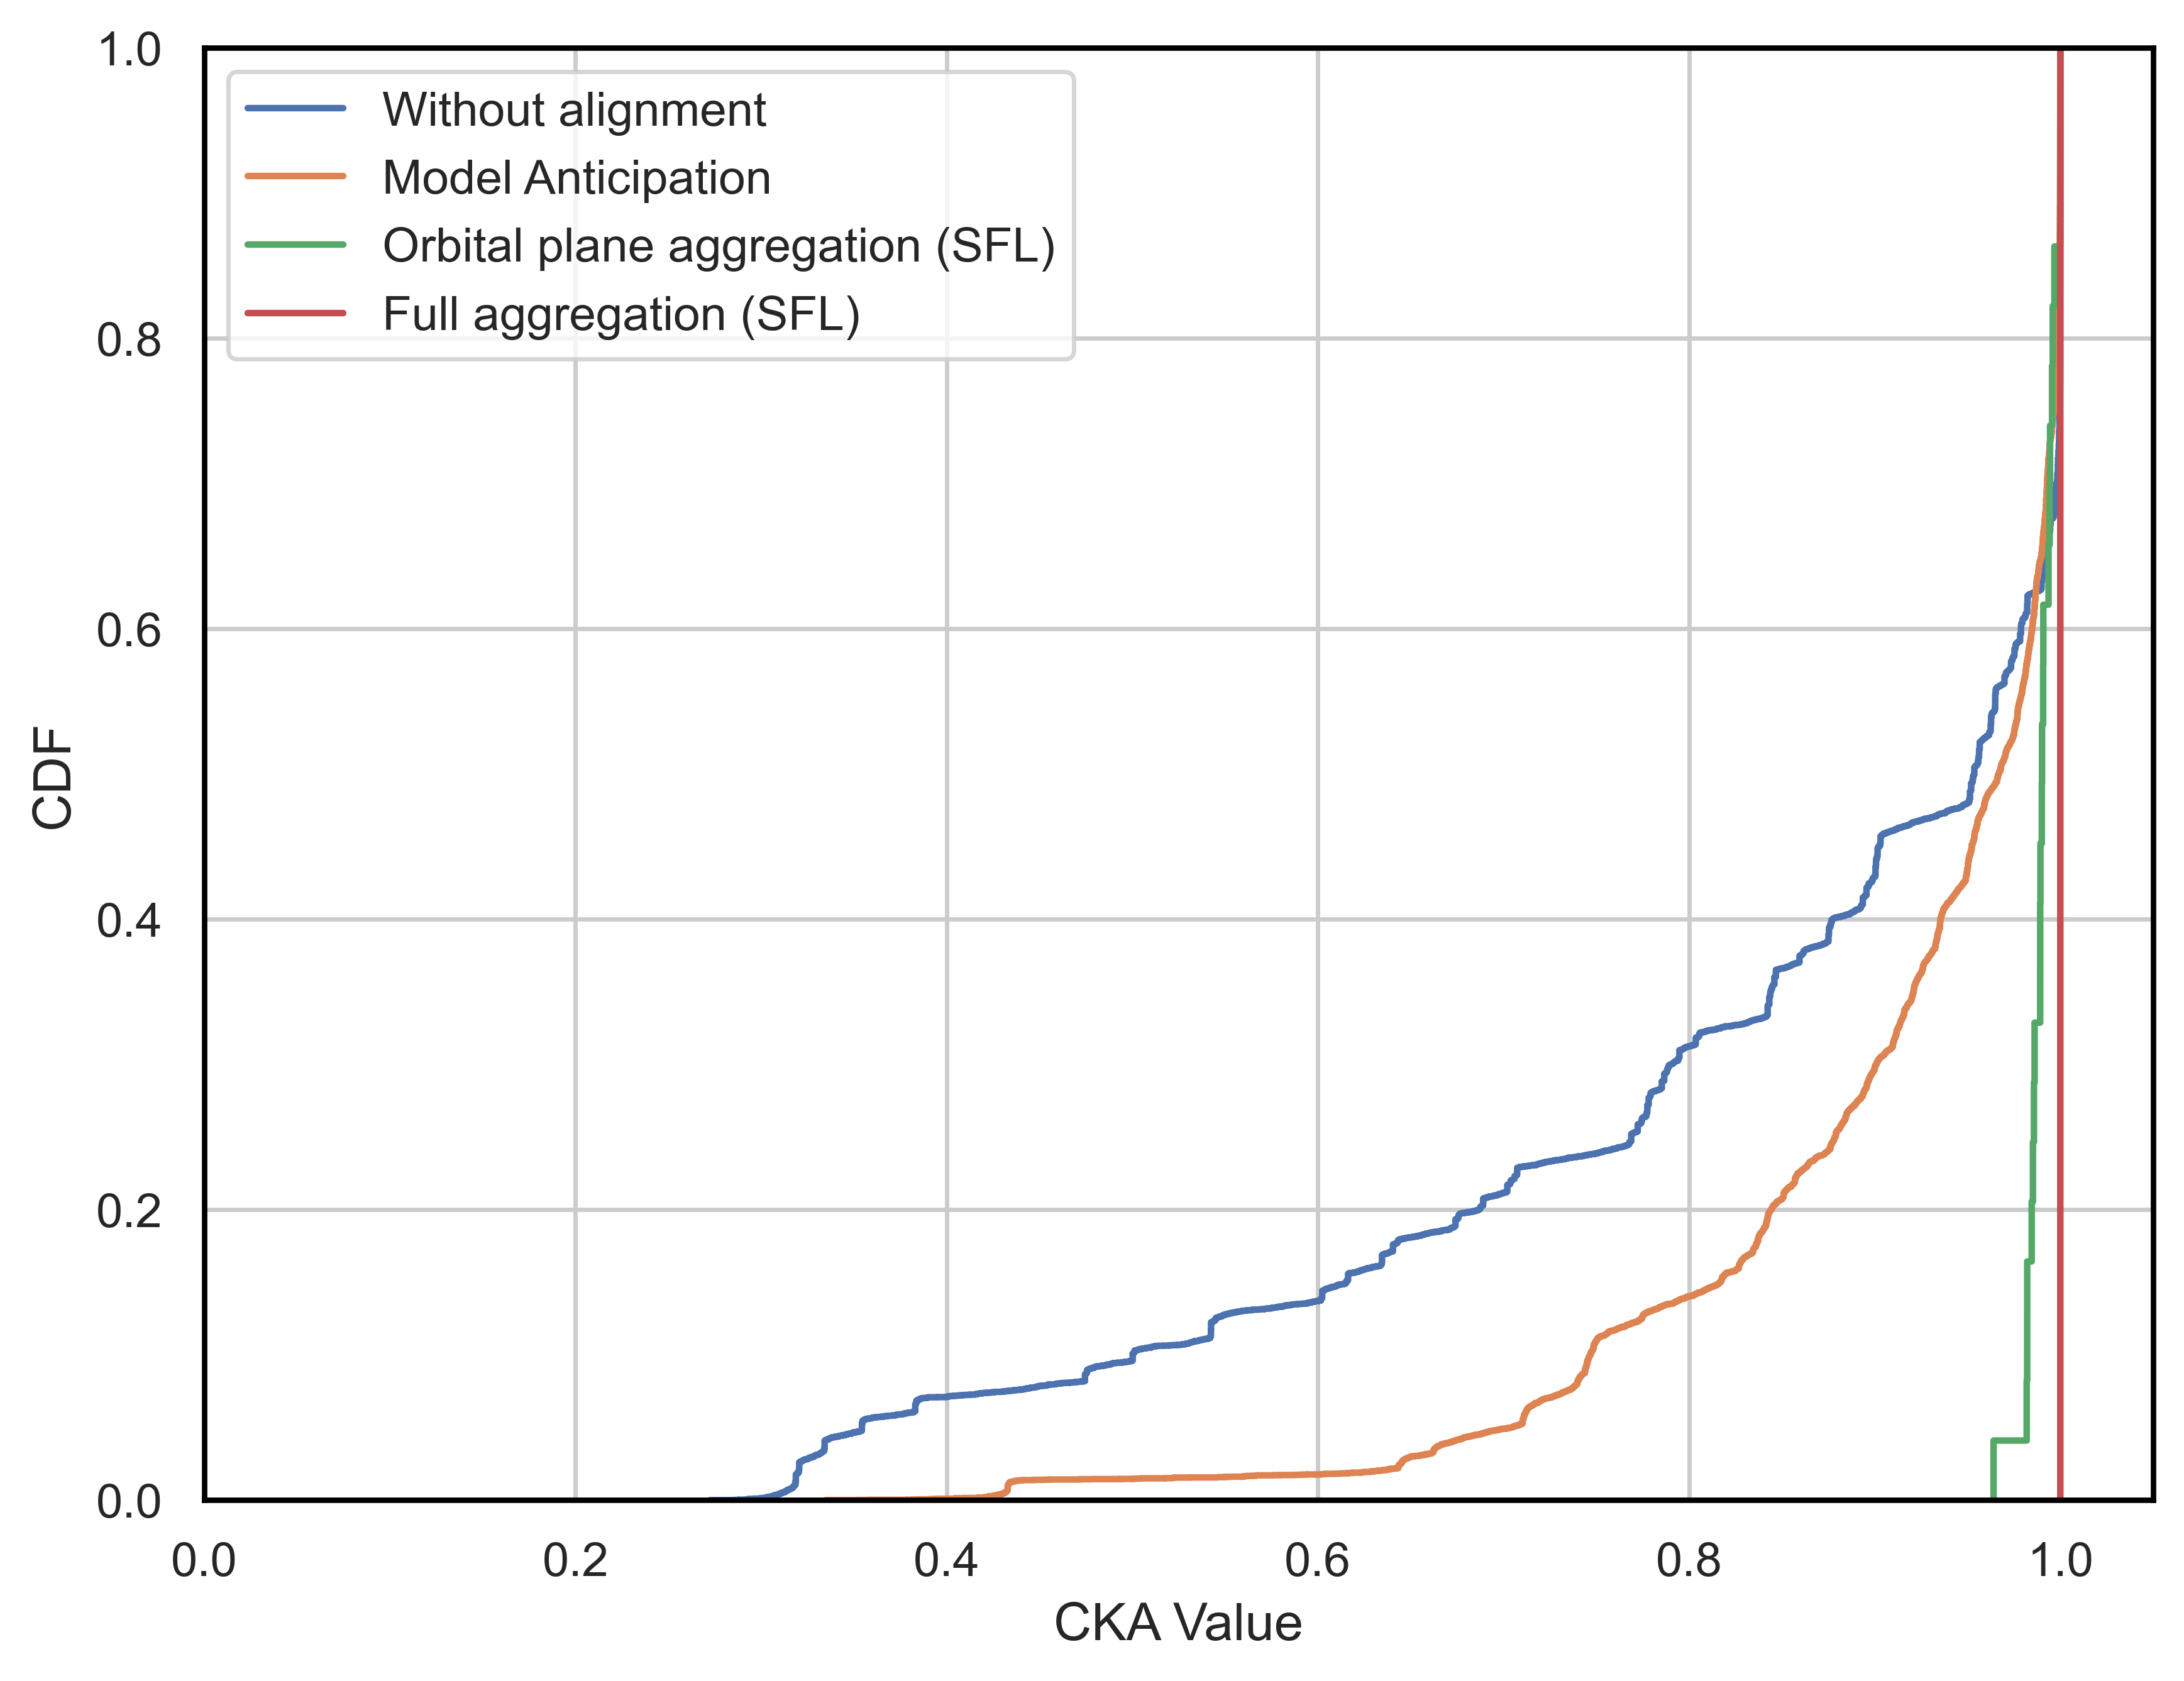 1.0
0.8
0.6
0.4
0.2
0.0
CDF
Without alignment
Model Anticipation
Orbital plane aggregation (SFL)
Full aggregation (SFL)
0.0 0.2 0.4 0.6 0.8 1.0
CKA Value